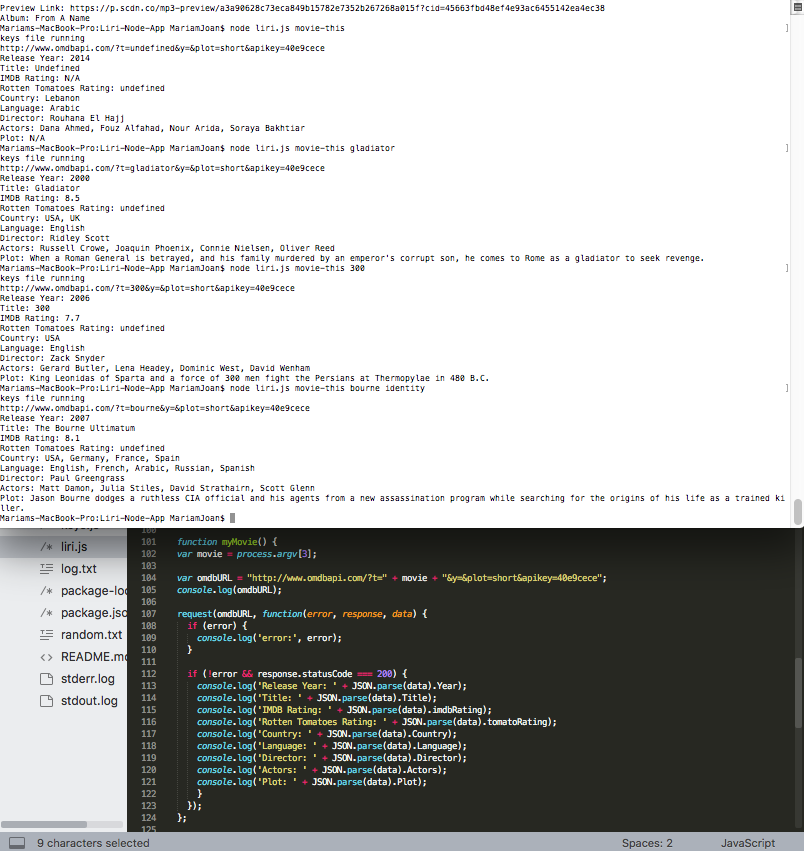 Preview Link: https://p.scdn.co/mp3-preview/a3a90628c73eca849b15782e7352b267268a015f?cid=45663fbd48ef4e93ac6455142ea4ec38
Album: From A Name
Mariams-MacBook-Pro:Liri-Node-App MariamJoan$ node liri.js movie-this
keys file running
http://www.omdbapi.com/?t=undefined&y=&plot=short&apikey=40e9cece
Release Year: 2014
Title: Undefined
IMDB Rating: N/A
Rotten Tomatoes Rating: undefined
Country: Lebanon
Language: Arabic
Director: Rouhana El Hajj
Actors: Dana Ahmed, Fouz Alfahad, Nour Arida, Soraya Bakhtiar
Plot: N/A
Mariams-MacBook-Pro:Liri-Node-App MariamJoan$ node liri.js movie-this gladiator
keys file running
http://www.omdbapi.com/?t=gladiator&y=&plot=short&apikey=40e9cece
Release Year: 2000
Title: Gladiator
IMDB Rating: 8.5
Rotten Tomatoes Rating: undefined
Country: USA, UK
Language: English
Director: Ridley Scott
Actors: Russell Crowe, Joaquin Phoenix, Connie Nielsen, Oliver Reed
Plot: When a Roman General is betrayed, and his family murdered by an emperor's corrupt son, he comes to Rome as a gladiator to seek revenge.
Mariams-MacBook-Pro:Liri-Node-App MariamJoan$ node liri.js movie-this 300
keys file running
http://www.omdbapi.com/?t=300&y=&plot=short&apikey=40e9cece
Release Year: 2006
Title: 300
IMDB Rating: 7.7
Rotten Tomatoes Rating: undefined
Country: USA
Language: English
Director: Zack Snyder
Actors: Gerard Butler, Lena Headey, Dominic West, David Wenham
Plot: King Leonidas of Sparta and a force of 300 men fight the Persians at Thermopylae in 480 B.C.
Mariams-MacBook-Pro:Liri-Node-App MariamJoan$ node liri.js movie-this bourne identity
keys file running
http://www.omdbapi.com/?t=bourne&y=&plot=short&apikey=40e9cece
Release Year: 2007
Title: The Bourne Ultimatum
IMDB Rating: 8.1
Rotten Tomatoes Rating: undefined
Country: USA, Germany, France, Spain
Language: English, French, Arabic, Russian, Spanish
Director: Paul Greengrass
Actors: Matt Damon, Julia Stiles, David Strathairn, Scott Glenn
Plot: Jason Bourne dodges a ruthless CIA official and his agents from a new assassination program while searching for the origins of his life as a trained ki
ller.
Mariams-MacBook-Pro:Liri-Node-App MariamJoan$
/* liri.js
log.txt
/* package-loc
/* package.jso
random.txt
<> README.mc
stderr.log
stdout.log
100
101 function myMovie() {
102 var movie = process.argv[3];
103
104 var omdbURL = "http://www.omdbapi.com/?t=" + movie + "&y=&plot=short&apikey=40e9cece";
105 console.log(omdbURL);
106
107 request(omdbURL, function(error, response, data) {
108 if (error) {
109 console.log('error:', error);
110 }
111
112 if (!error && response.statusCode === 200) {
113 console.log('Release Year: ' + JSON.parse(data).Year);
114 console.log('Title: ' + JSON.parse(data).Title);
115 console.log('IMDB Rating: ' + JSON.parse(data).imdbRating);
116 console.log('Rotten Tomatoes Rating: ' + JSON.parse(data).tomatoRating);
117 console.log('Country: ' + JSON.parse(data).Country);
118 console.log('Language: ' + JSON.parse(data).Language);
119 console.log('Director: ' + JSON.parse(data).Director);
120 console.log('Actors: ' + JSON.parse(data).Actors);
121 console.log('Plot: ' + JSON.parse(data).Plot);
122 }
123 });
124 };
125
9 characters selected
Spaces: 2
JavaScript